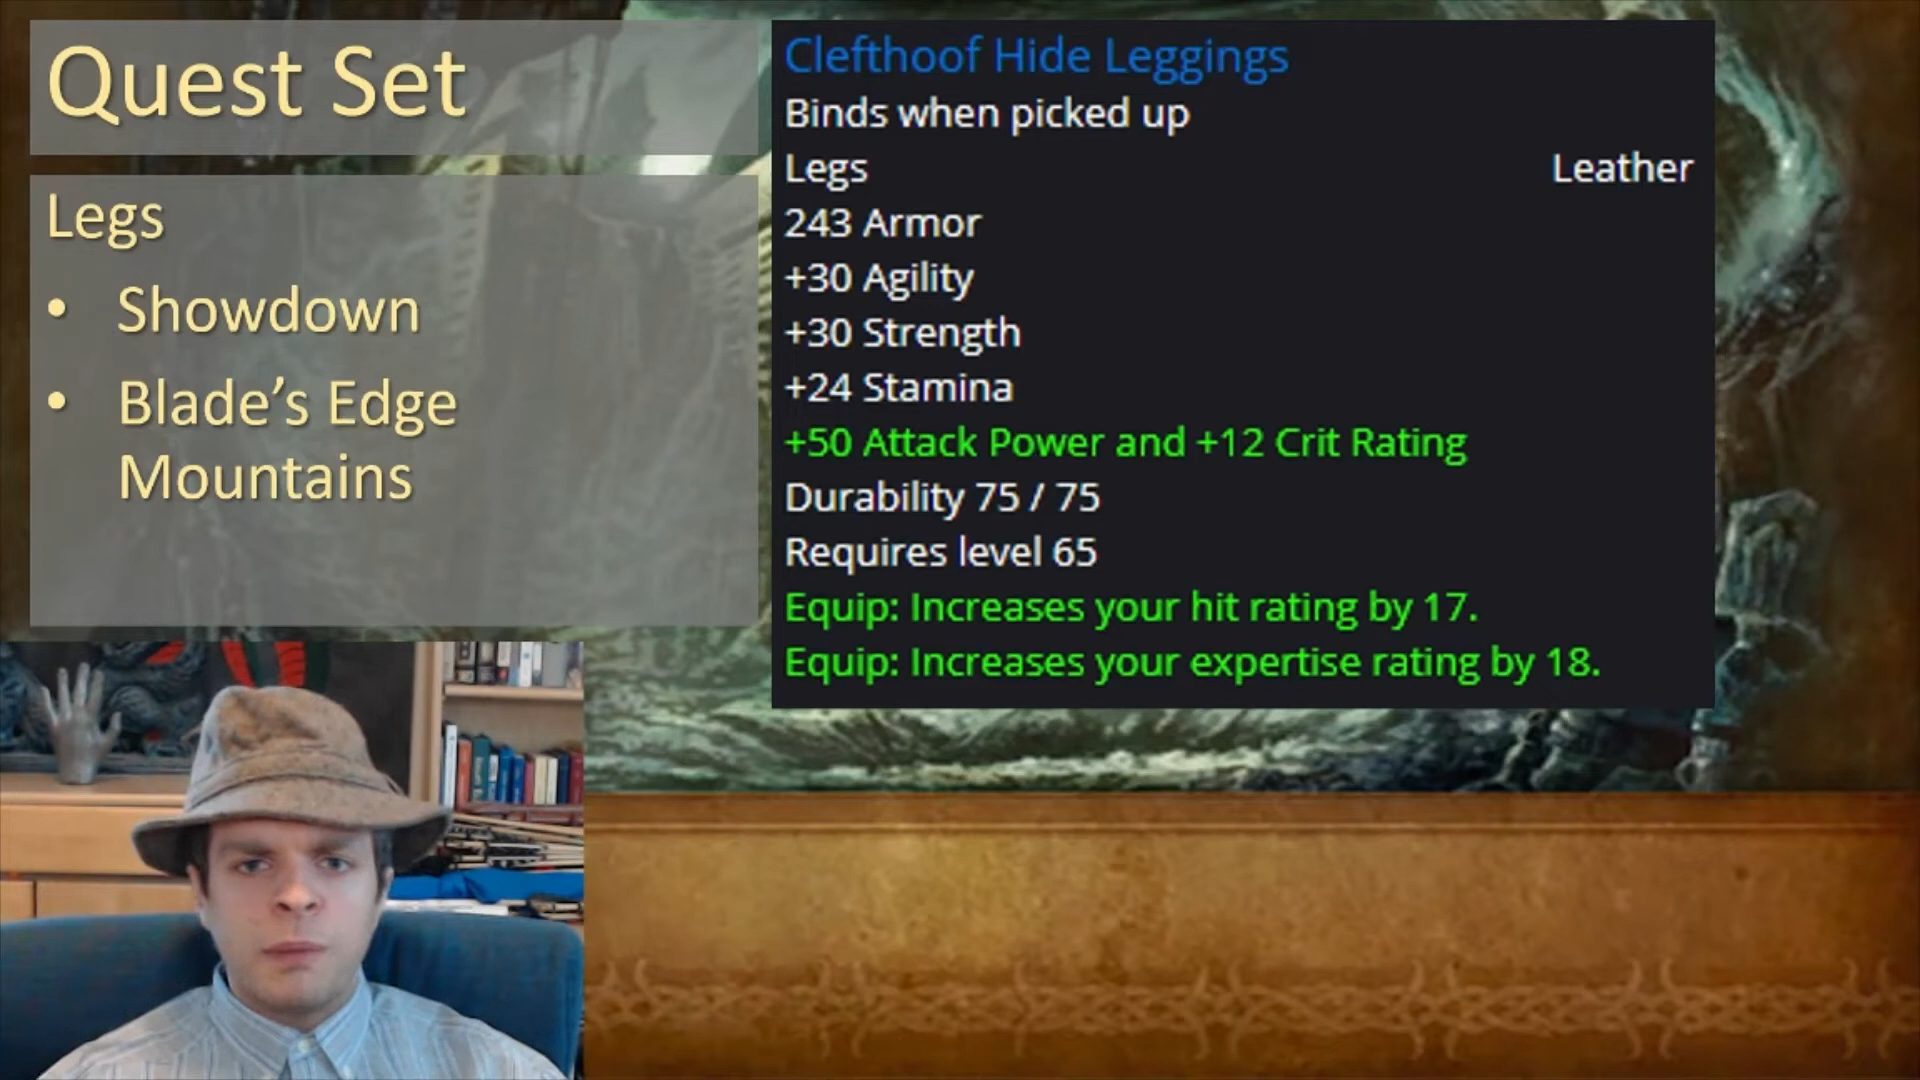 Quest Set
Legs
• Showdown
• Blade's Edge
Mountains
Clefthoof Hide Leggings
Binds when picked up
Legs Leather
243 Armor
+30 Agility
+30 Strength
+24 Stamina
+50 Attack Power and +12 Crit Rating
Durability 75 / 75
Requires level 65
Equip: Increases your hit rating by 17.
Equip: Increases your expertise rating by 18.